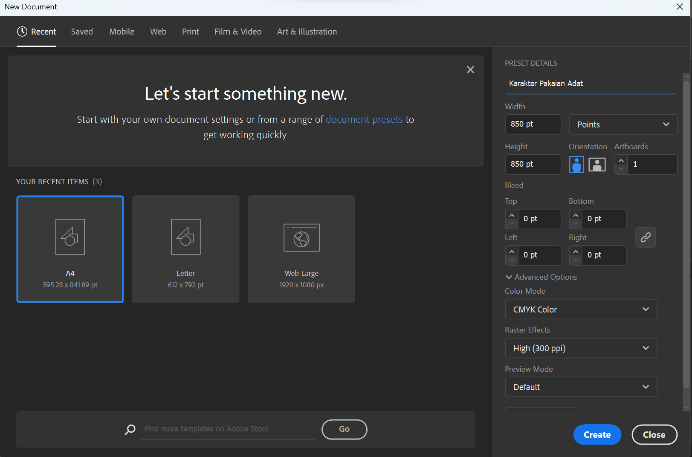 New Document
Recent Saved Mobile Web Print Film & Video Art & Illustration
Let's start something new.
Start with your own document settings or from a range of document presets to
get working quickly
YOUR RECENT ITEMS (3)
A4
595.28 x 841.89 pt
Letter
612 x 792 pt
Web-Large
1920 x 1080 px
Find more templates on Adobe Stock
Go
PRESET DETAILS
Karakter Pakaian Adat
Width
850 pt Points
Height Orientation Artboards
850 pt 1
Bleed
Top Bottom
0 pt 0 pt
Left Right
0 pt 0 pt
Advanced Options
Color Mode
CMYK Color
Raster Effects
High (300 ppi)
Preview Mode
Default
Create Close